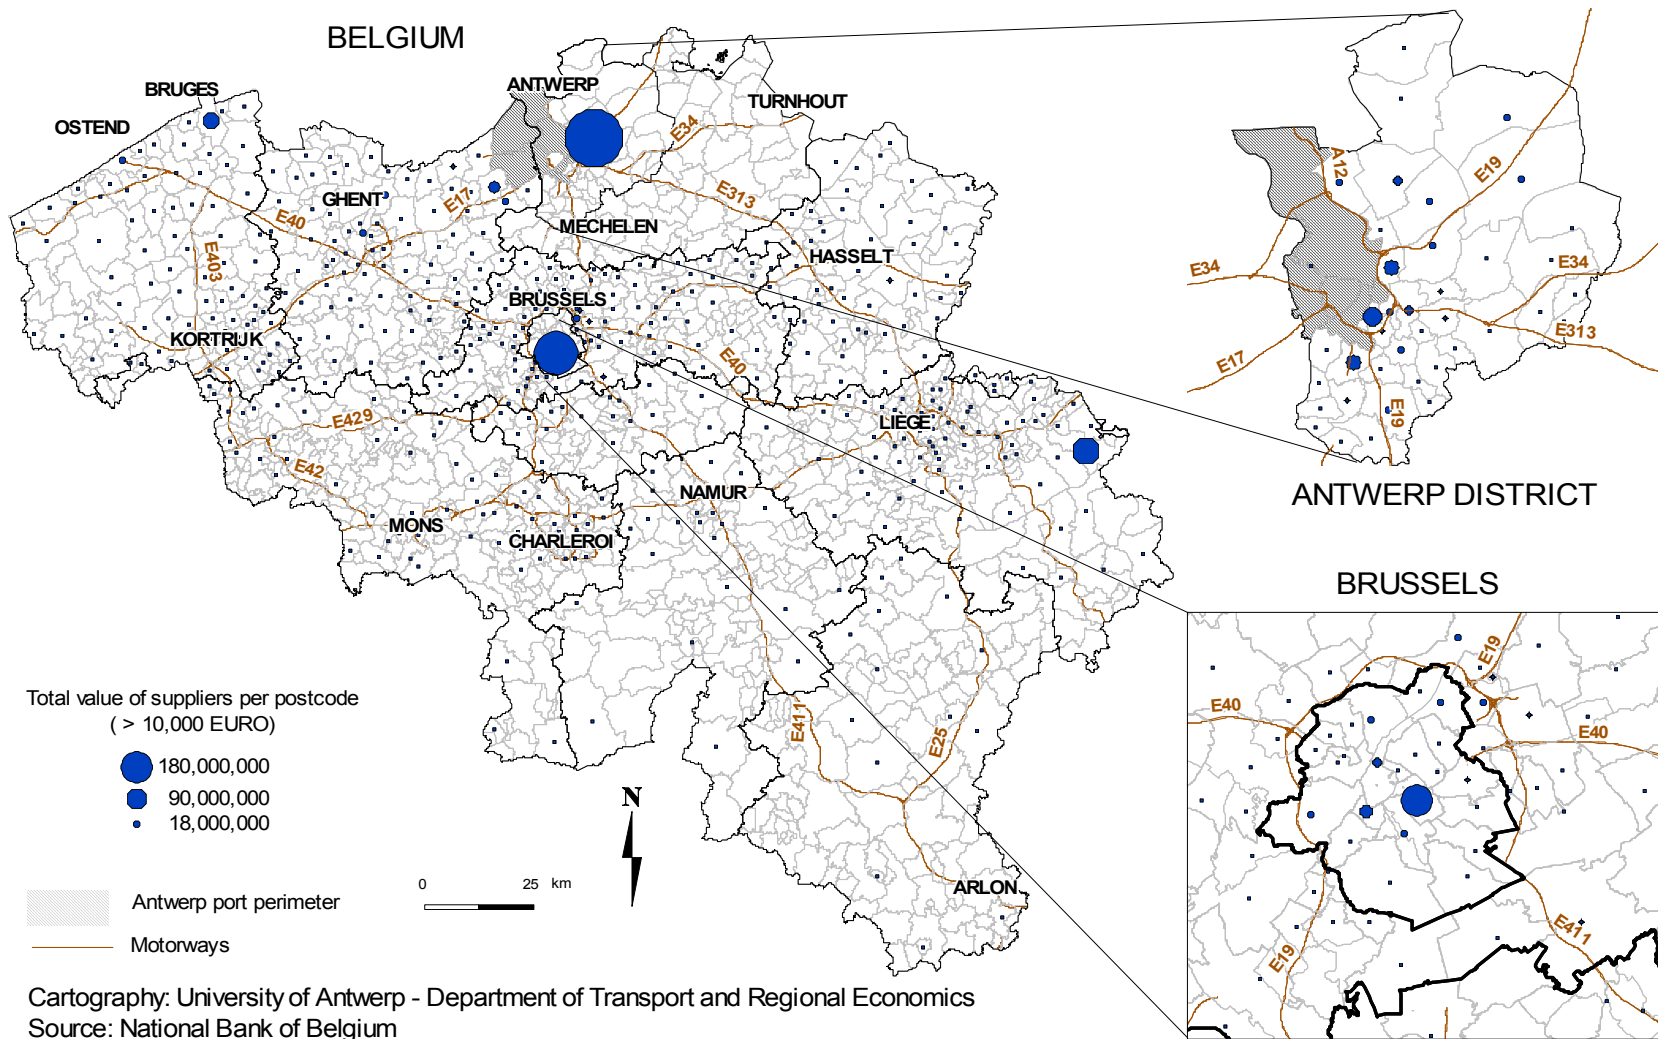 BELGIUM
BRUGES
OSTEND
ANTWERP
TURNHOUT
E34
E313
GHENT
E17
E40
E403
MECHELEN
HASSELT
BRUSSELS
KORTRIJK
E40
E429
LIEGE
E42
NAMUR
MONS
CHARLEROI
E411
E25
ARLON
A12
E19
E34
E34
E313
E17
E19
ANTWERP DISTRICT
BRUSSELS
E19
E40
E40
E19
E411
Total value of suppliers per postcode
( > 10,000 EURO)
180,000,000
90,000,000
18,000,000
N
0 25 km
Antwerp port perimeter
Motorways
Cartography: University of Antwerp - Department of Transport and Regional Economics
Source: National Bank of Belgium